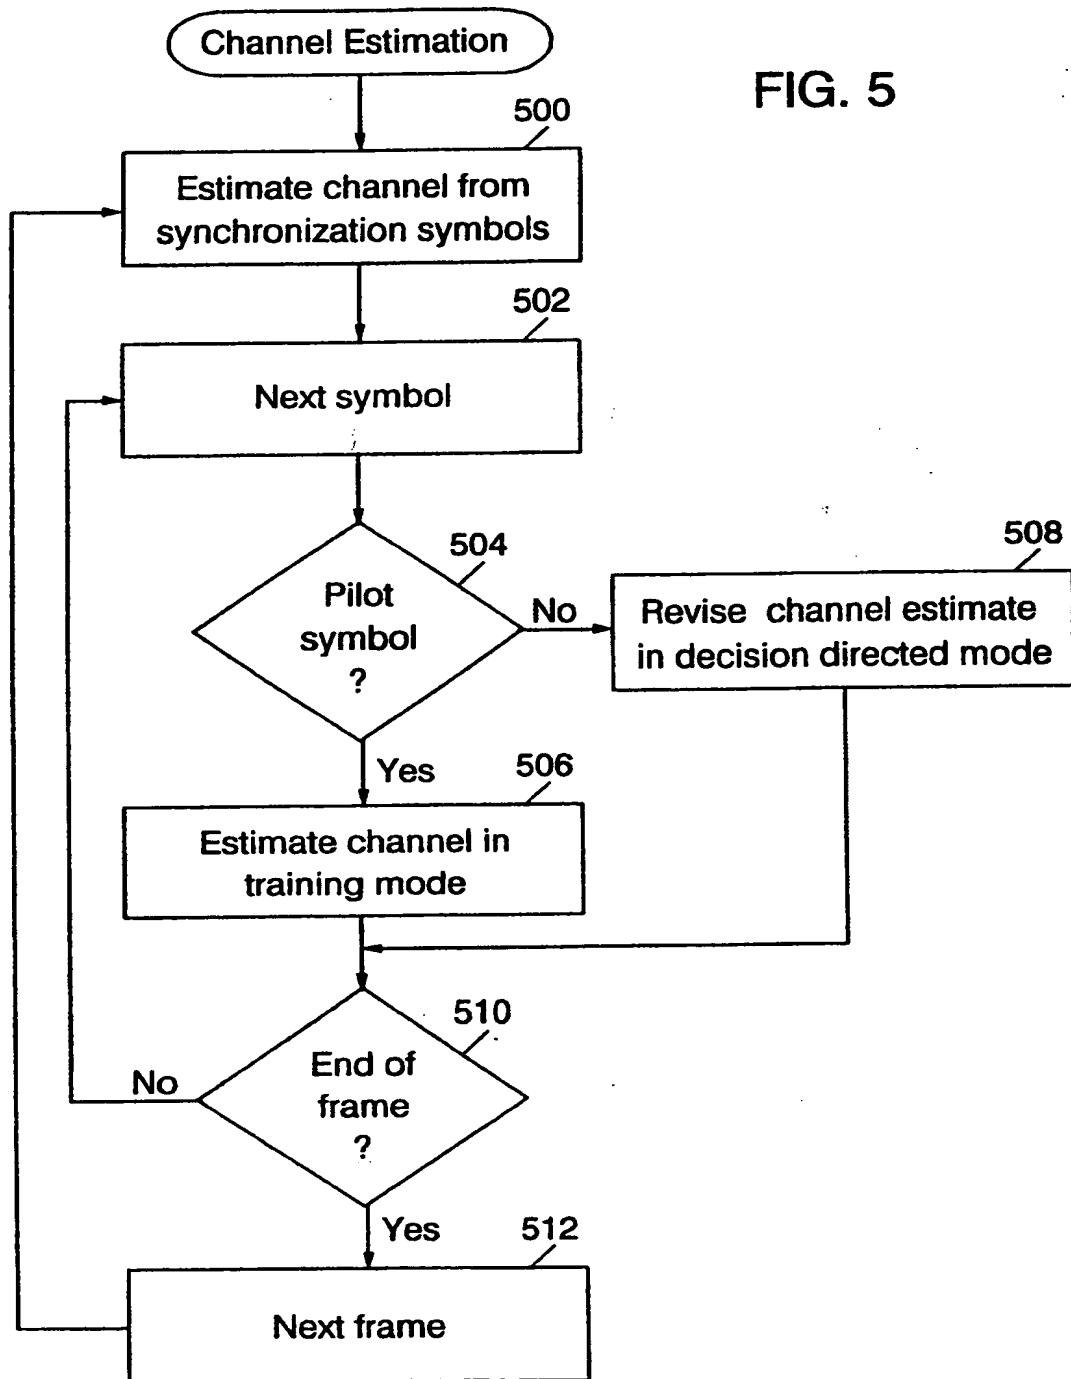 Channel Estimation
FIG. 5
500
Estimate channel from
synchronization symbols
502
Next symbol
504
Pilot
symbol
?
No
508
Revise channel estimate
in decision directed mode
Yes
506
Estimate channel in
training mode
510
End of
frame
?
No
Yes
512
Next frame